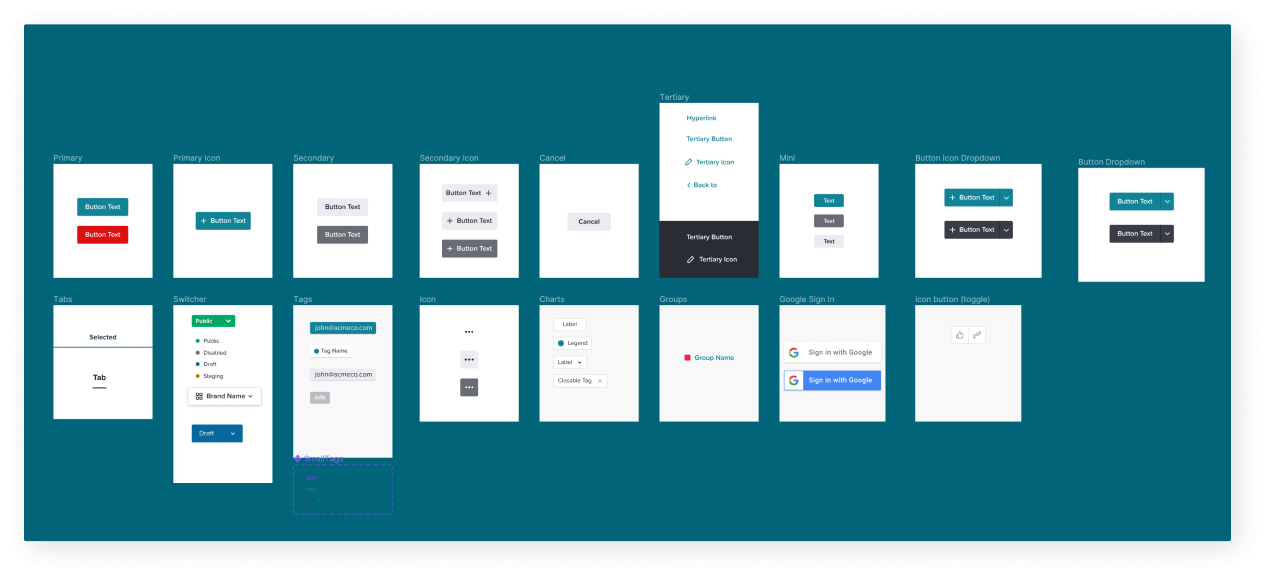 Tertiary
Hyperlink
Tertiary Button
Tertiary Icon
Back to
Tertiary Button
Tertiary Icon
Primary
Button Text
Button Text
Primary Icon
Button Text
Secondary
Button Text
Button Text
Secondary Icon
Button Text
Button Text
Button Text
Cancel
Cancel
Mini
Text
Text
Text
Button Icon Dropdown
Button Text
Button Text
Button Dropdown
Button Text
Button Text
Tabs
Selected
Tab
Switcher
Public
Public
Disabled
Draft
Staging
Brand Name
Draft
Tags
john@acmeco.com
Tag Name
john@acmeco.com
Info
SmallTags
Icon
Charts
Label
Legend
Label
Closable Tag
Groups
Group Name
Google Sign In
Sign in with Google
Sign in with Google
icon button (toggle)